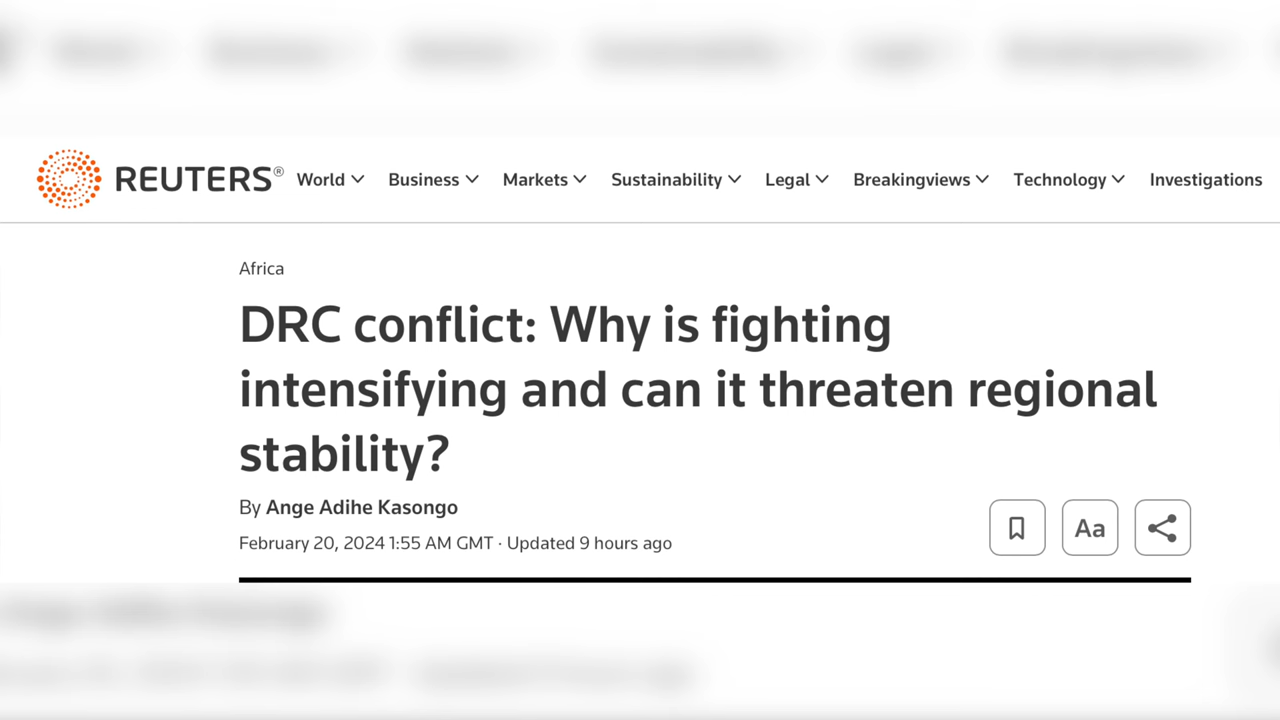 REUTERS® World Business Markets Sustainability Legal Breakingviews Technology Investigations
Africa
DRC conflict: Why is fighting
intensifying and can it threaten regional
stability?
By Ange Adihe Kasongo
February 20, 2024 1:55 AM GMT · Updated 9 hours ago
Aa